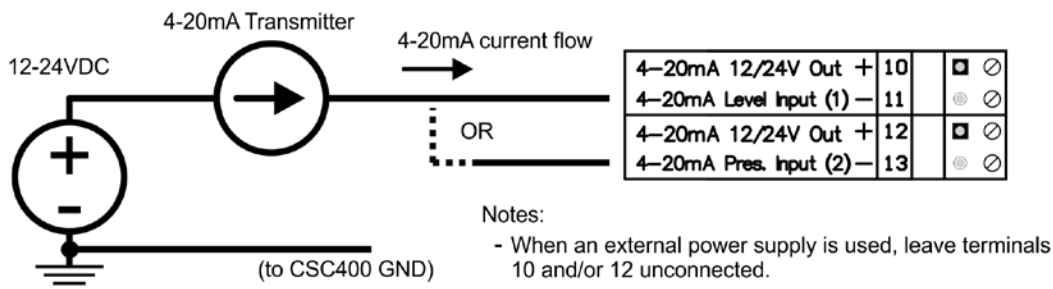 4-20mA Transmitter
4-20mA current flow
12-24VDC
4-20mA 12/24V Out + 10
4-20mA Level Input (1) - 11
OR
4-20mA 12/24V Out + 12
4-20mA Pres. Input (2) - 13
+
-
Notes:
- When an external power supply is used, leave terminals
10 and/or 12 unconnected.
(to CSC400 GND)